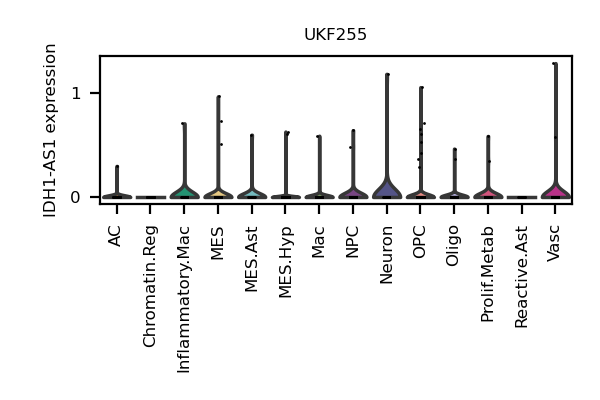 UKF255
IDH1-AS1 expression
1
0
AC
Chromatin.Reg
Inflammatory.Mac
MES
MES.Ast
MES.Hyp
Mac
NPC
Neuron
OPC
Oligo
Prolif.Metab
Reactive.Ast
Vasc